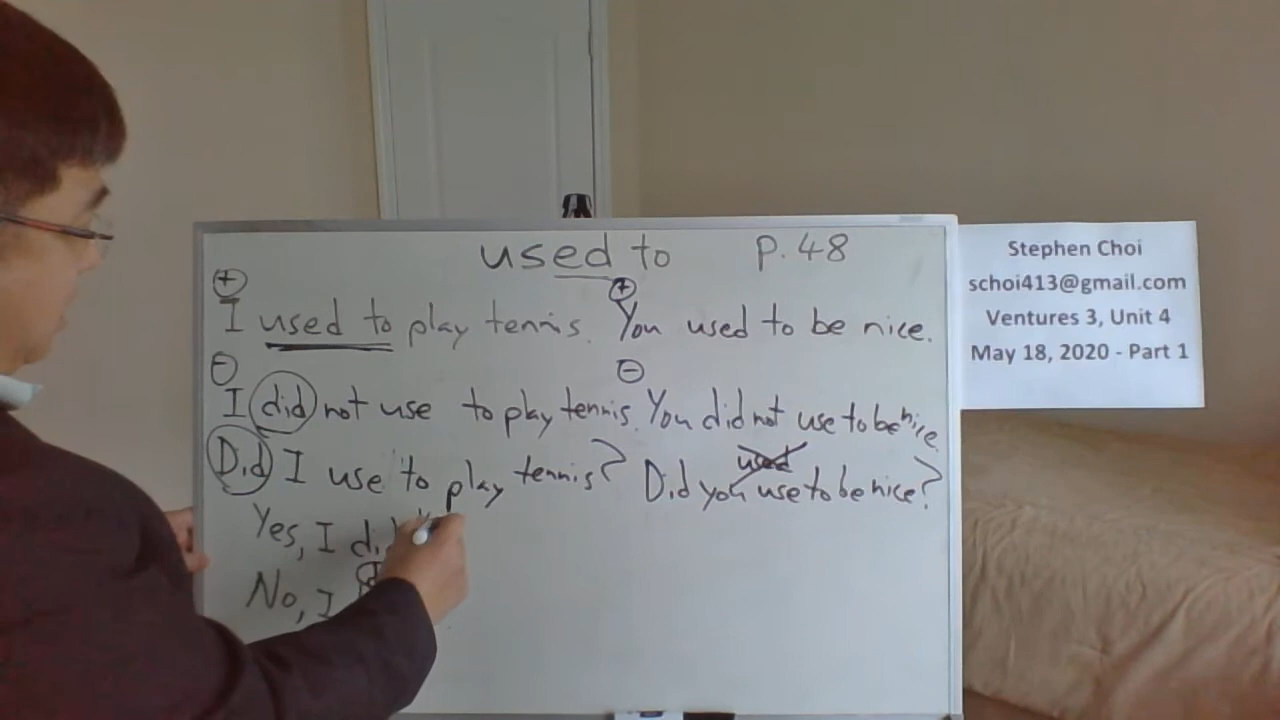 used to p.48
⊕ ⊕
I used to play tennis. You used to be nice.
⊖ ⊖
I did not use to play tennis. You did not use to be nice.
used
Did I use to play tennis? Did you use to be nice?
Yes, I did
No, I
Stephen Choi
schoi413@gmail.com
Ventures 3, Unit 4
May 18, 2020 - Part 1